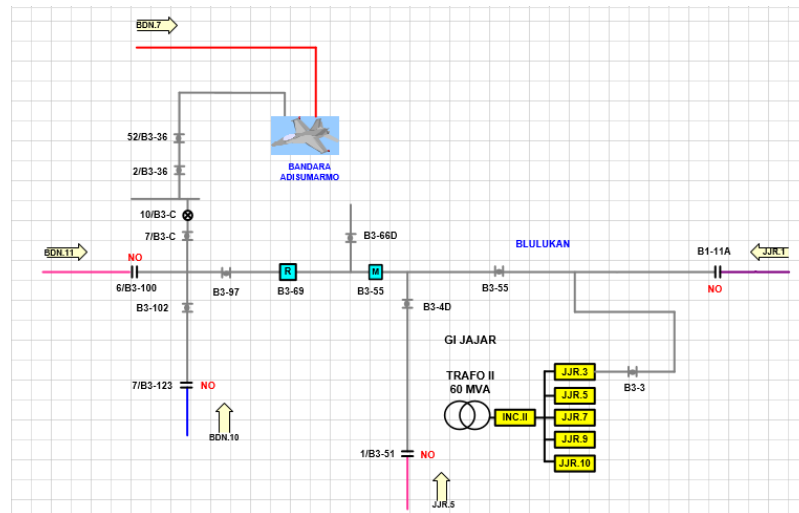 BDN.7
52/B3-36
2/B3-36
BANDARA
ADISUMARMO
10/B3-C
7/B3-C
B3-66D
BLULUKAN
BDN.11
NO
B1-11A
JJR.1
R
M
6/B3-100
B3-97
B3-69
B3-55
B3-55
NO
B3-102
B3-4D
GI JAJAR
TRAFO II
60 MVA
JJR.3
B3-3
JJR.5
INC.II
JJR.7
JJR.9
JJR.10
7/B3-123
NO
BDN.10
1/B3-51
NO
JJR.5